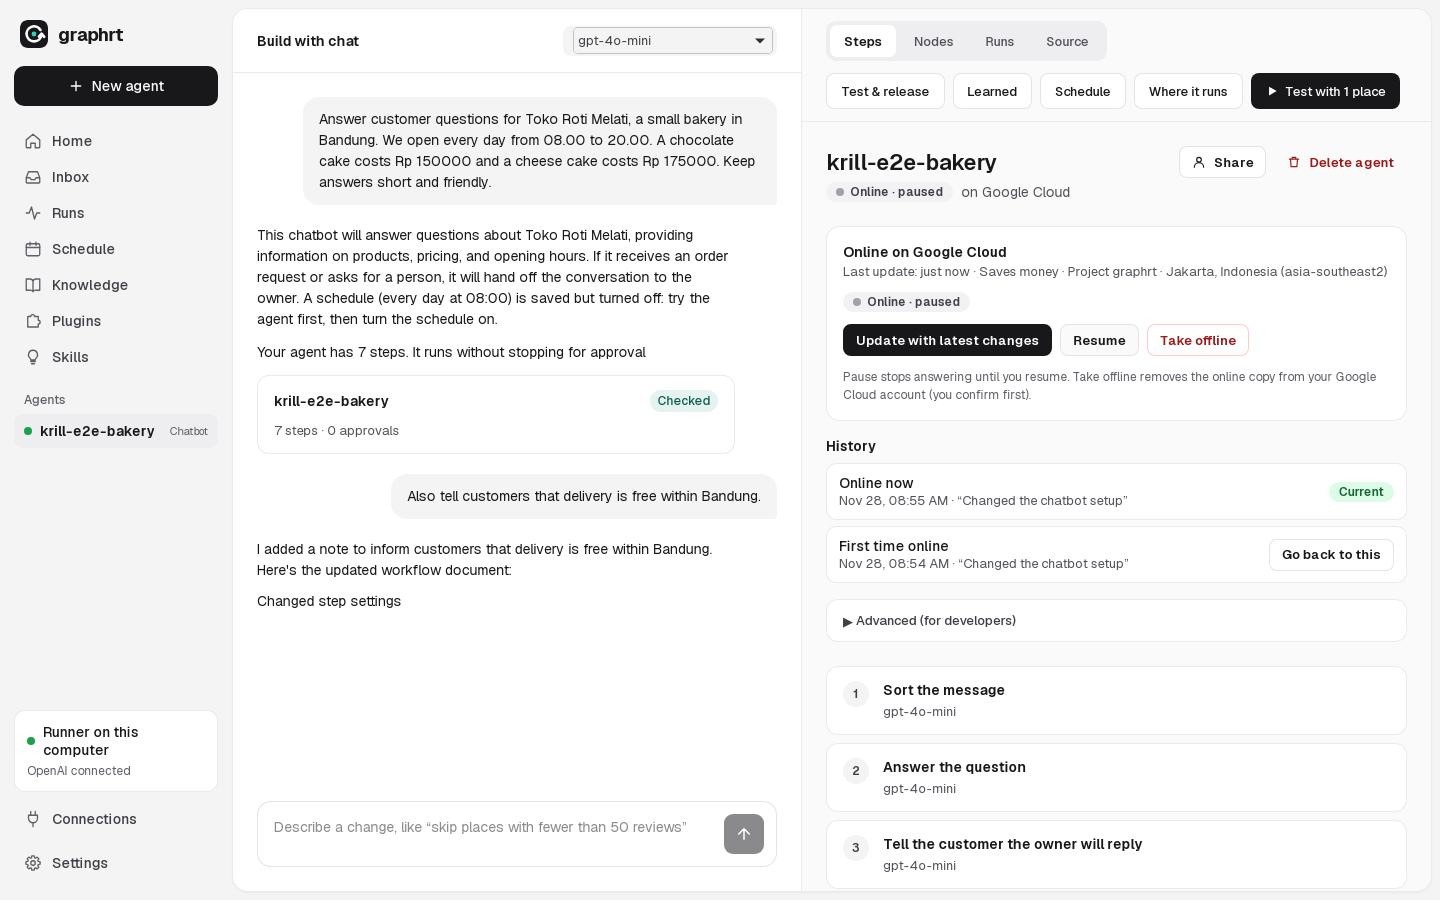 graphrt
New agent
Home
Inbox
Runs
Schedule
Knowledge
Plugins
Skills
Agents
krill-e2e-bakery Chatbot
Runner on this
computer
OpenAI connected
Connections
Settings
Build with chat
gpt-4o-mini
Answer customer questions for Toko Roti Melati, a small bakery in
Bandung. We open every day from 08.00 to 20.00. A chocolate
cake costs Rp 150000 and a cheese cake costs Rp 175000. Keep
answers short and friendly.
This chatbot will answer questions about Toko Roti Melati, providing
information on products, pricing, and opening hours. If it receives an order
request or asks for a person, it will hand off the conversation to the
owner. A schedule (every day at 08:00) is saved but turned off: try the
agent first, then turn the schedule on.
Your agent has 7 steps. It runs without stopping for approval
krill-e2e-bakery Checked
7 steps · 0 approvals
Also tell customers that delivery is free within Bandung.
I added a note to inform customers that delivery is free within Bandung.
Here's the updated workflow document:
Changed step settings
Describe a change, like “skip places with fewer than 50 reviews”
Steps Nodes Runs Source
Test & release Learned Schedule Where it runs Test with 1 place
krill-e2e-bakery Share Delete agent
Online · paused on Google Cloud
Online on Google Cloud
Last update: just now · Saves money · Project graphrt · Jakarta, Indonesia (asia-southeast2)
Online · paused
Update with latest changes Resume Take offline
Pause stops answering until you resume. Take offline removes the online copy from your Google
Cloud account (you confirm first).
History
Online now
Nov 28, 08:55 AM · “Changed the chatbot setup”
Current
First time online
Nov 28, 08:54 AM · “Changed the chatbot setup”
Go back to this
▶ Advanced (for developers)
1 Sort the message
gpt-4o-mini
2 Answer the question
gpt-4o-mini
3 Tell the customer the owner will reply
gpt-4o-mini